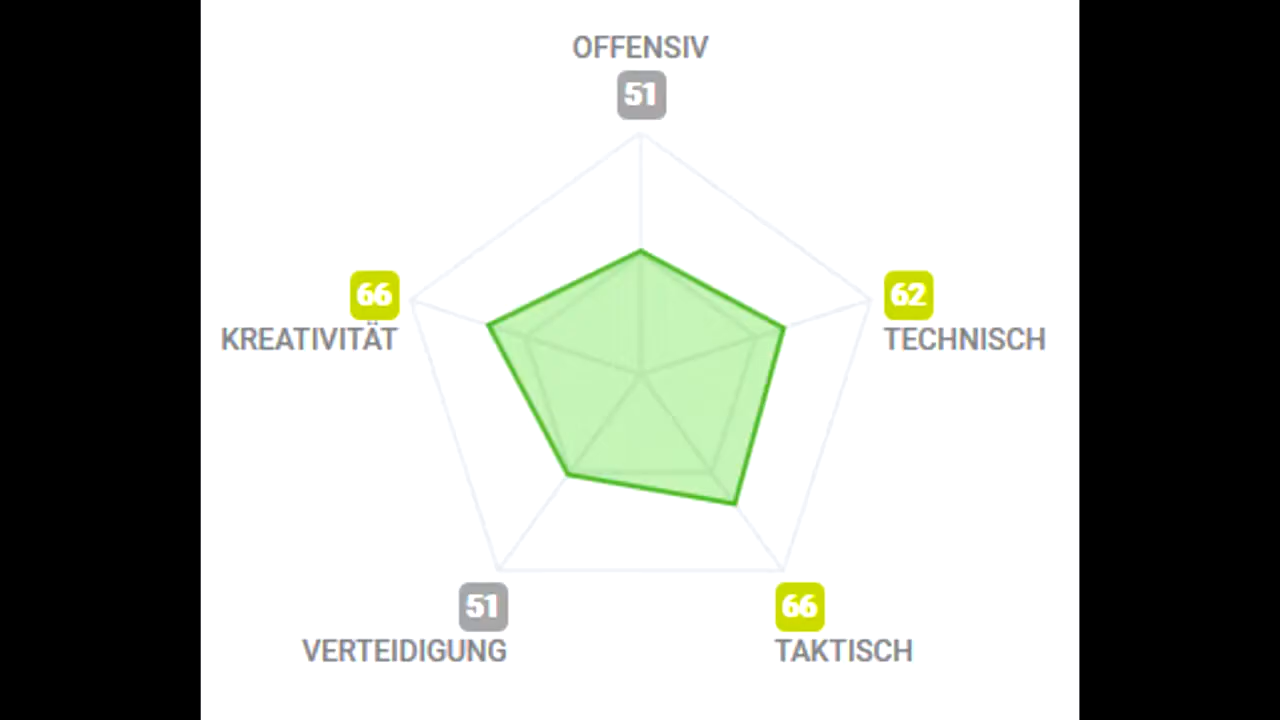 OFFENSIV
51
66
KREATIVITÄT
62
TECHNISCH
51
VERTEIDIGUNG
66
TAKTISCH